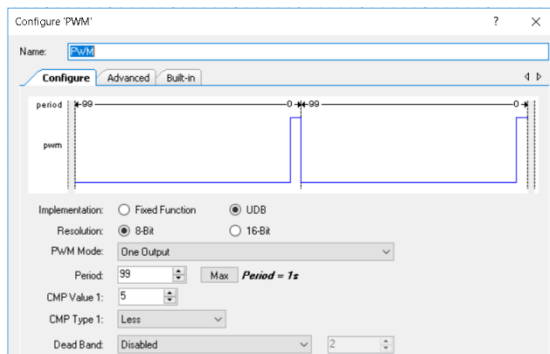 Configure 'PWM' ? ×
Name: PWM
Configure Advanced Built-in
period 99 0 99 0
pwm
Implementation: Fixed Function UDB
Resolution: 8-Bit 16-Bit
PWM Mode: One Output
Period: 99 Max Period = 1s
CMP Value 1: 5
CMP Type 1: Less
Dead Band: Disabled 2